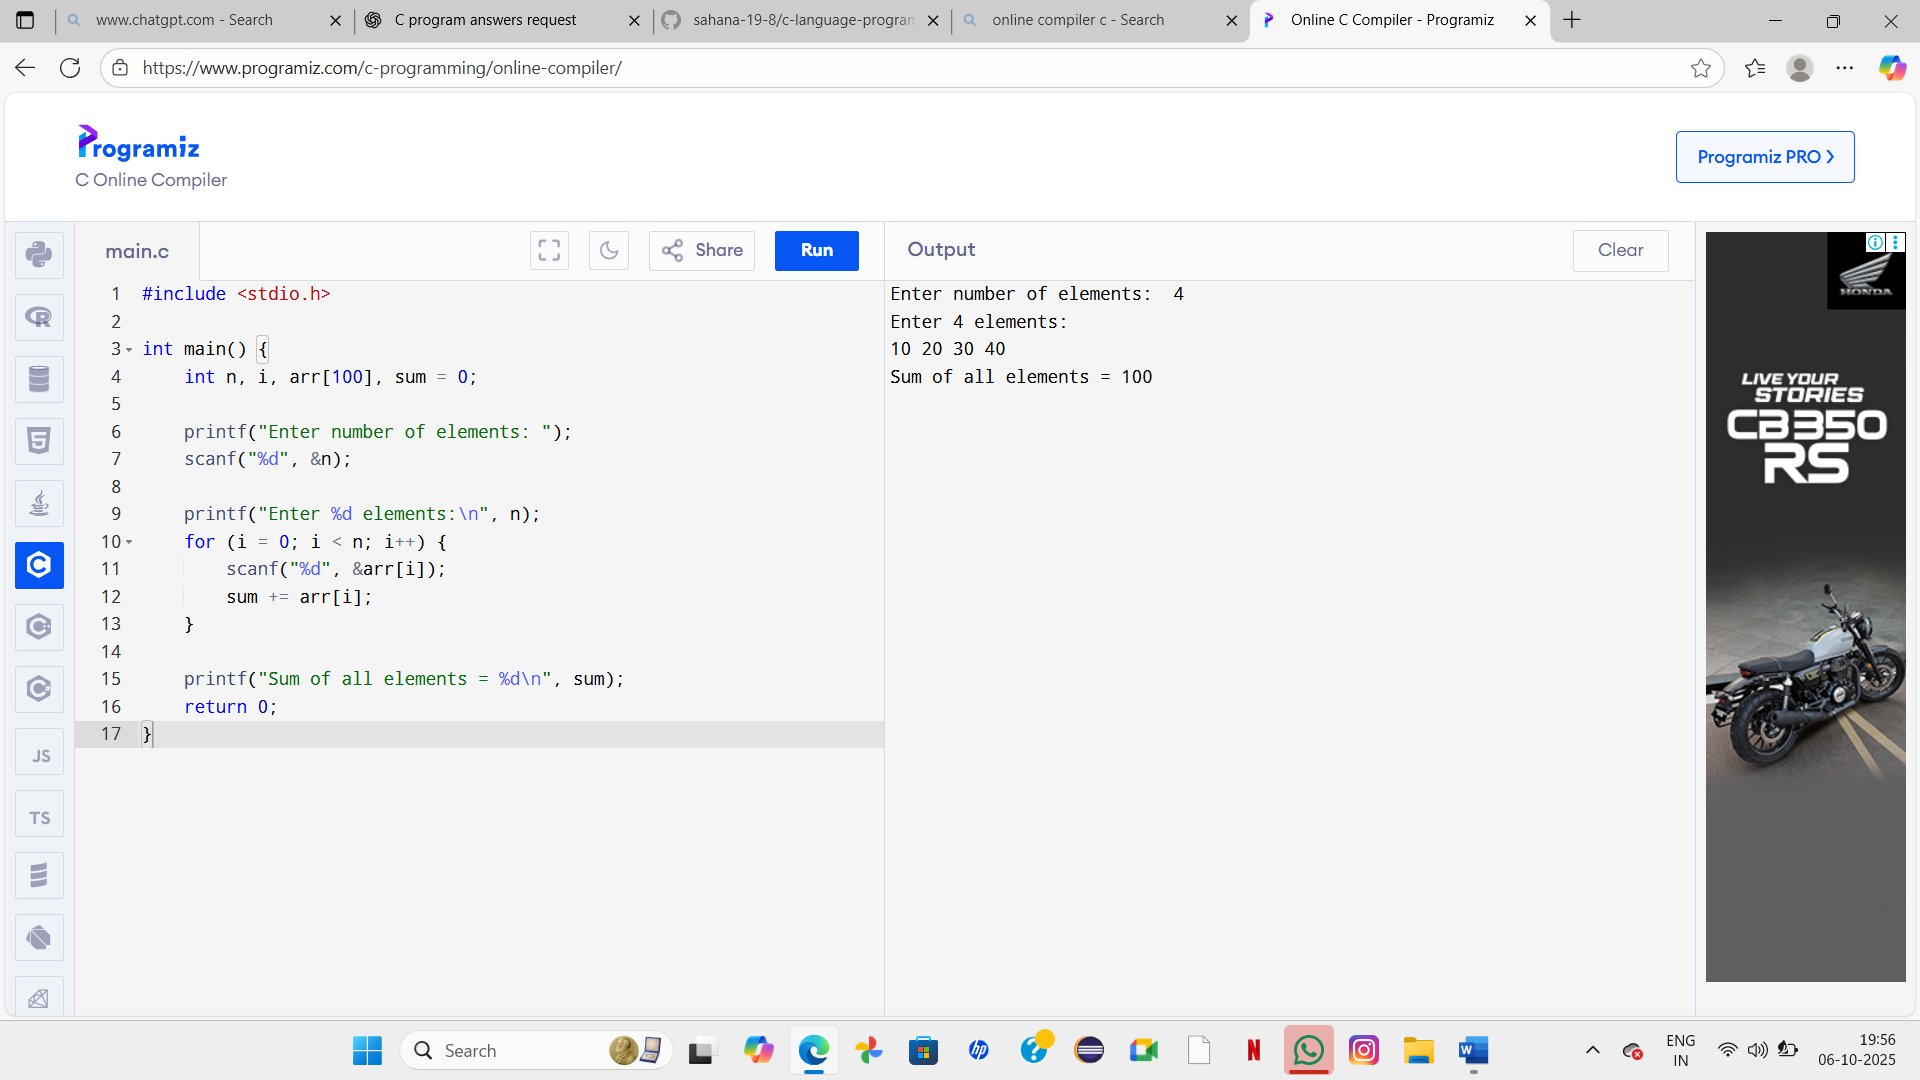 www.chatgpt.com - Search
C program answers request
sahana-19-8/c-language-program
online compiler c - Search
Online C Compiler - Programiz
https://www.programiz.com/c-programming/online-compiler/
Programiz
C Online Compiler
Programiz PRO
main.c
Share
Run
Output
Clear
1 #include <stdio.h>
2
3 int main() {
4     int n, i, arr[100], sum = 0;
5
6     printf("Enter number of elements: ");
7     scanf("%d", &n);
8
9     printf("Enter %d elements:\n", n);
10     for (i = 0; i < n; i++) {
11         scanf("%d", &arr[i]);
12         sum += arr[i];
13     }
14
15     printf("Sum of all elements = %d\n", sum);
16     return 0;
17 }
Enter number of elements:  4
Enter 4 elements:
10 20 30 40
Sum of all elements = 100
HONDA
LIVE YOUR
STORIES
CB350
RS
JS
TS
Search
ENG
IN
19:56
06-10-2025